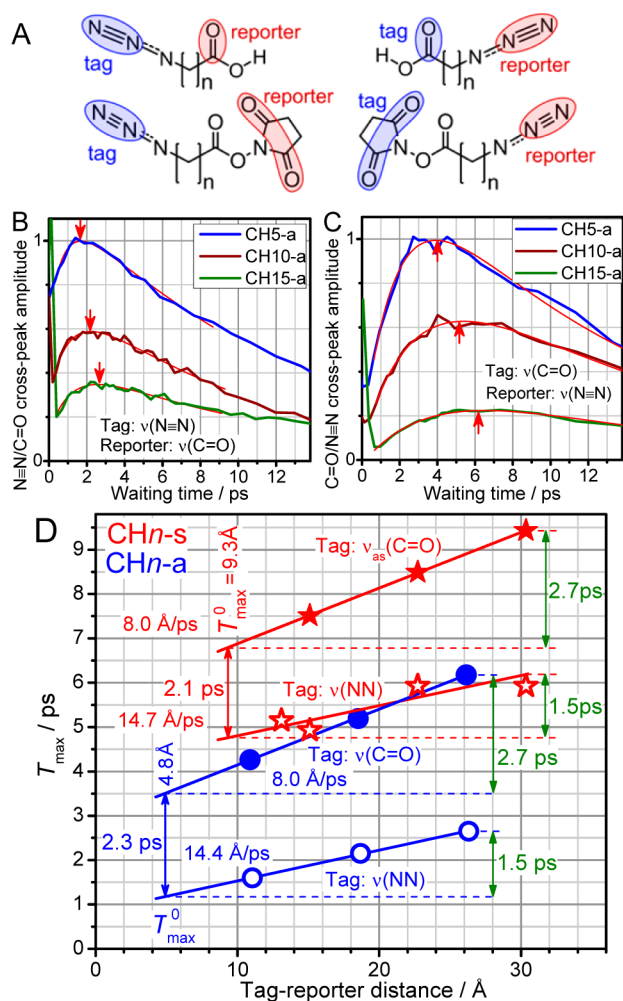 A
N≡N=N
tag
O
reporter
O H
n
tag
O
H O
N=N≡N
reporter
n
N≡N=N
tag
O
O N
O
O
reporter
n
tag
O
O
N O
O
N=N≡N
reporter
n
B
N≡N/C=O cross-peak amplitude
1
0
CH5-a
CH10-a
CH15-a
Tag: ν(N≡N)
Reporter: ν(C=O)
0 2 4 6 8 10 12
Waiting time / ps
C
C=O/N≡N cross-peak amplitude
1
0
CH5-a
CH10-a
CH15-a
Tag: ν(C=O)
Reporter: ν(N≡N)
0 2 4 6 8 10 12
Waiting time / ps
D
CHn-s
CHn-a
T⁰max = 9.3Å
Tag: νas(C=O)
8.0 Å/ps
2.7 ps
2.1 ps
Tag: ν(NN)
14.7 Å/ps
1.5ps
4.8Å
Tag: ν(C=O)
8.0 Å/ps
2.7 ps
2.3 ps
14.4 Å/ps
Tag: ν(NN)
1.5 ps
T⁰max
Tmax / ps
9
8
7
6
5
4
3
2
1
0
0 10 20 30
Tag-reporter distance / Å